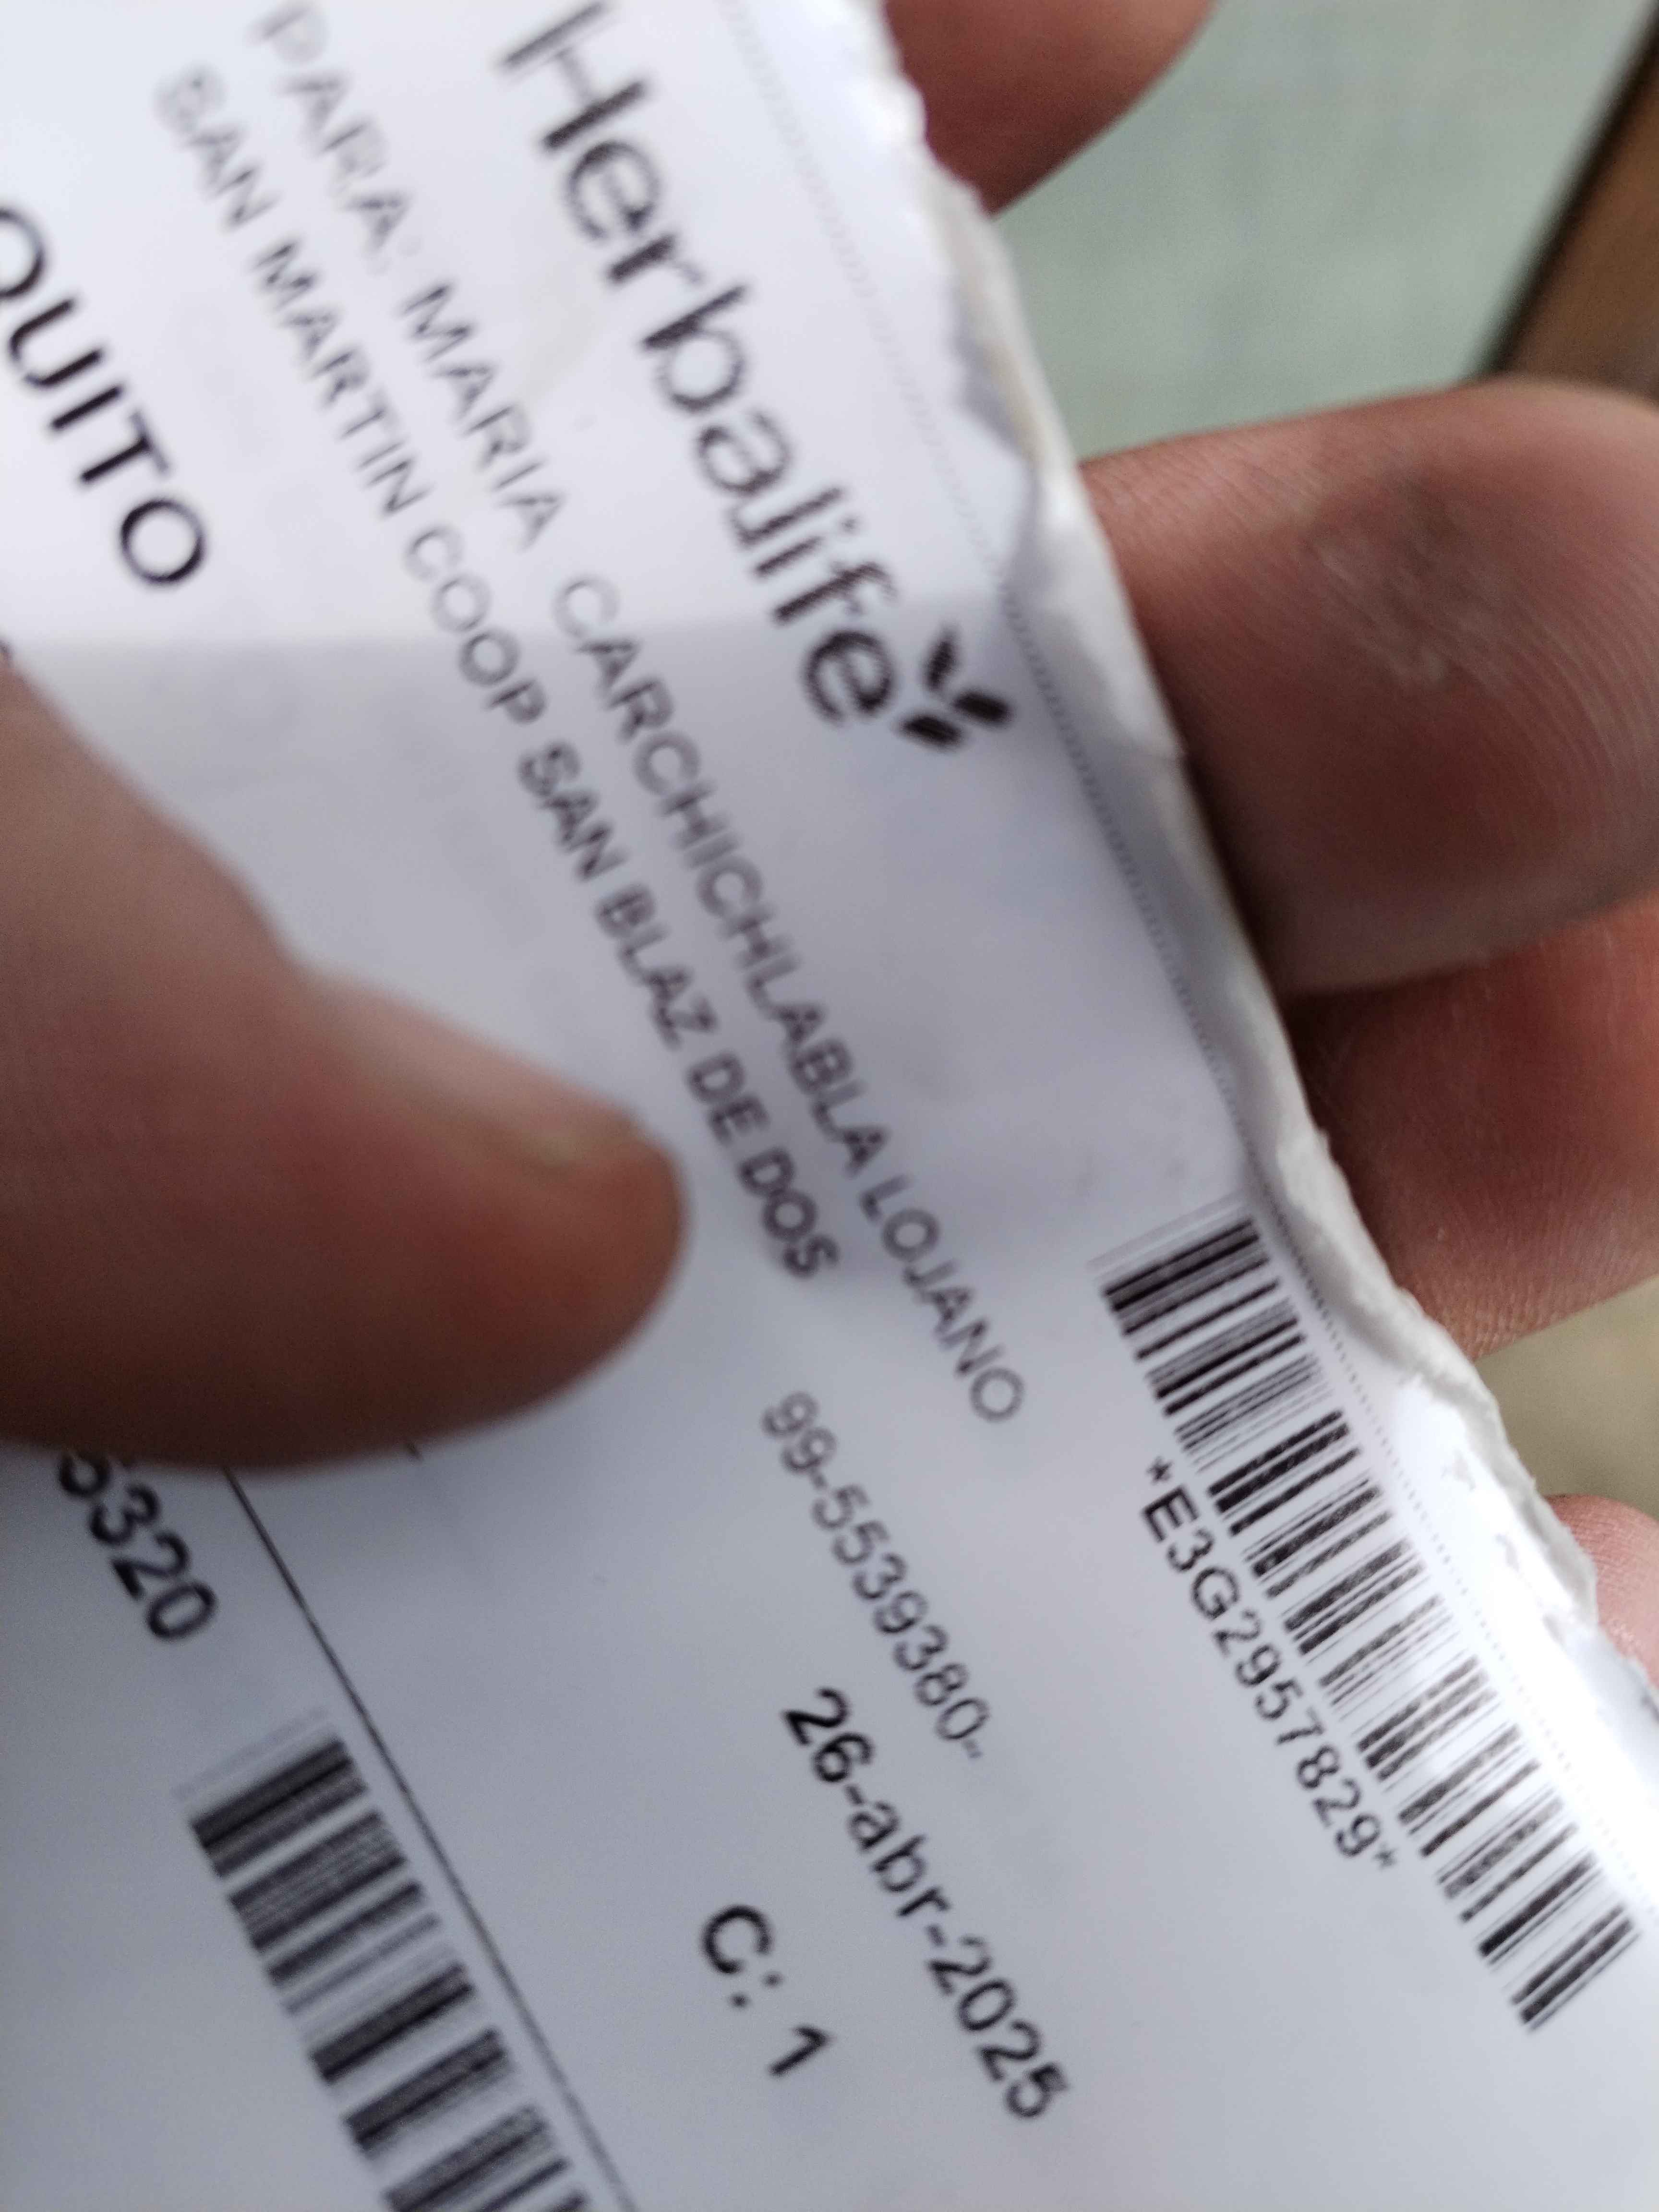 Herbalife
*E3G2957829*
PARA: MARIA CARCHICHLABLA LOJANO
99-5539380-
SAN MARTIN COOP SAN BLAZ DE DOS
26-abr-2025
C: 1
QUITO
5320